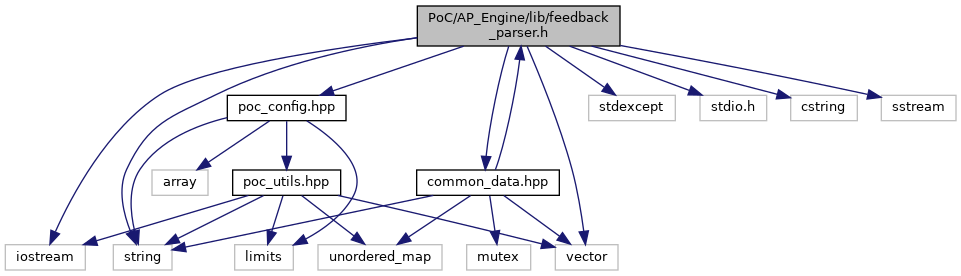 PoC/AP_Engine/lib/feedback
_parser.h
poc_config.hpp
stdexcept
stdio.h
cstring
sstream
array
poc_utils.hpp
common_data.hpp
iostream
string
limits
unordered_map
mutex
vector